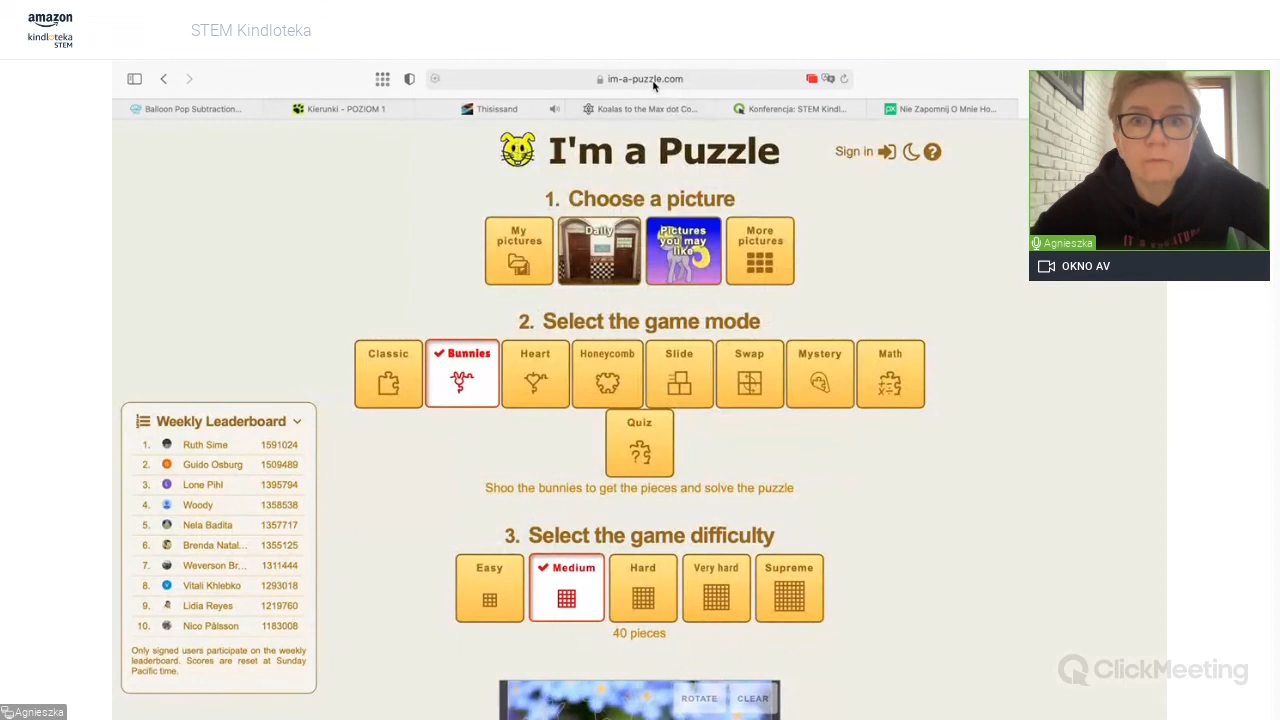 amazon
kindloteka
STEM
STEM Kindloteka
im-a-puzzle.com
Balloon Pop Subtraction...
Kierunki - POZIOM 1
Thisissand
Koalas to the Max dot Co...
Konferencja: STEM Kindl...
Nie Zapomnij O Mnie Ho...
I'm a Puzzle
Sign in
1. Choose a picture
My pictures
Daily
Pictures you may like
More pictures
2. Select the game mode
Classic
Bunnies
Heart
Honeycomb
Slide
Swap
Mystery
Math
Quiz
Shoo the bunnies to get the pieces and solve the puzzle
3. Select the game difficulty
Easy
Medium
Hard
Very hard
Supreme
40 pieces
ROTATE
CLEAR
Weekly Leaderboard
1. Ruth Sime 1591024
2. Guido Osburg 1509489
3. Lone Pihl 1395794
4. Woody 1358538
5. Nela Badita 1357717
6. Brenda Natal... 1355125
7. Weverson Br... 1311444
8. Vitali Khlebko 1293018
9. Lidia Reyes 1219760
10. Nico Pålsson 1183008
Only signed users participate on the weekly
leaderboard. Scores are reset at Sunday
Pacific time.
Agnieszka
OKNO AV
ClickMeeting
Agnieszka